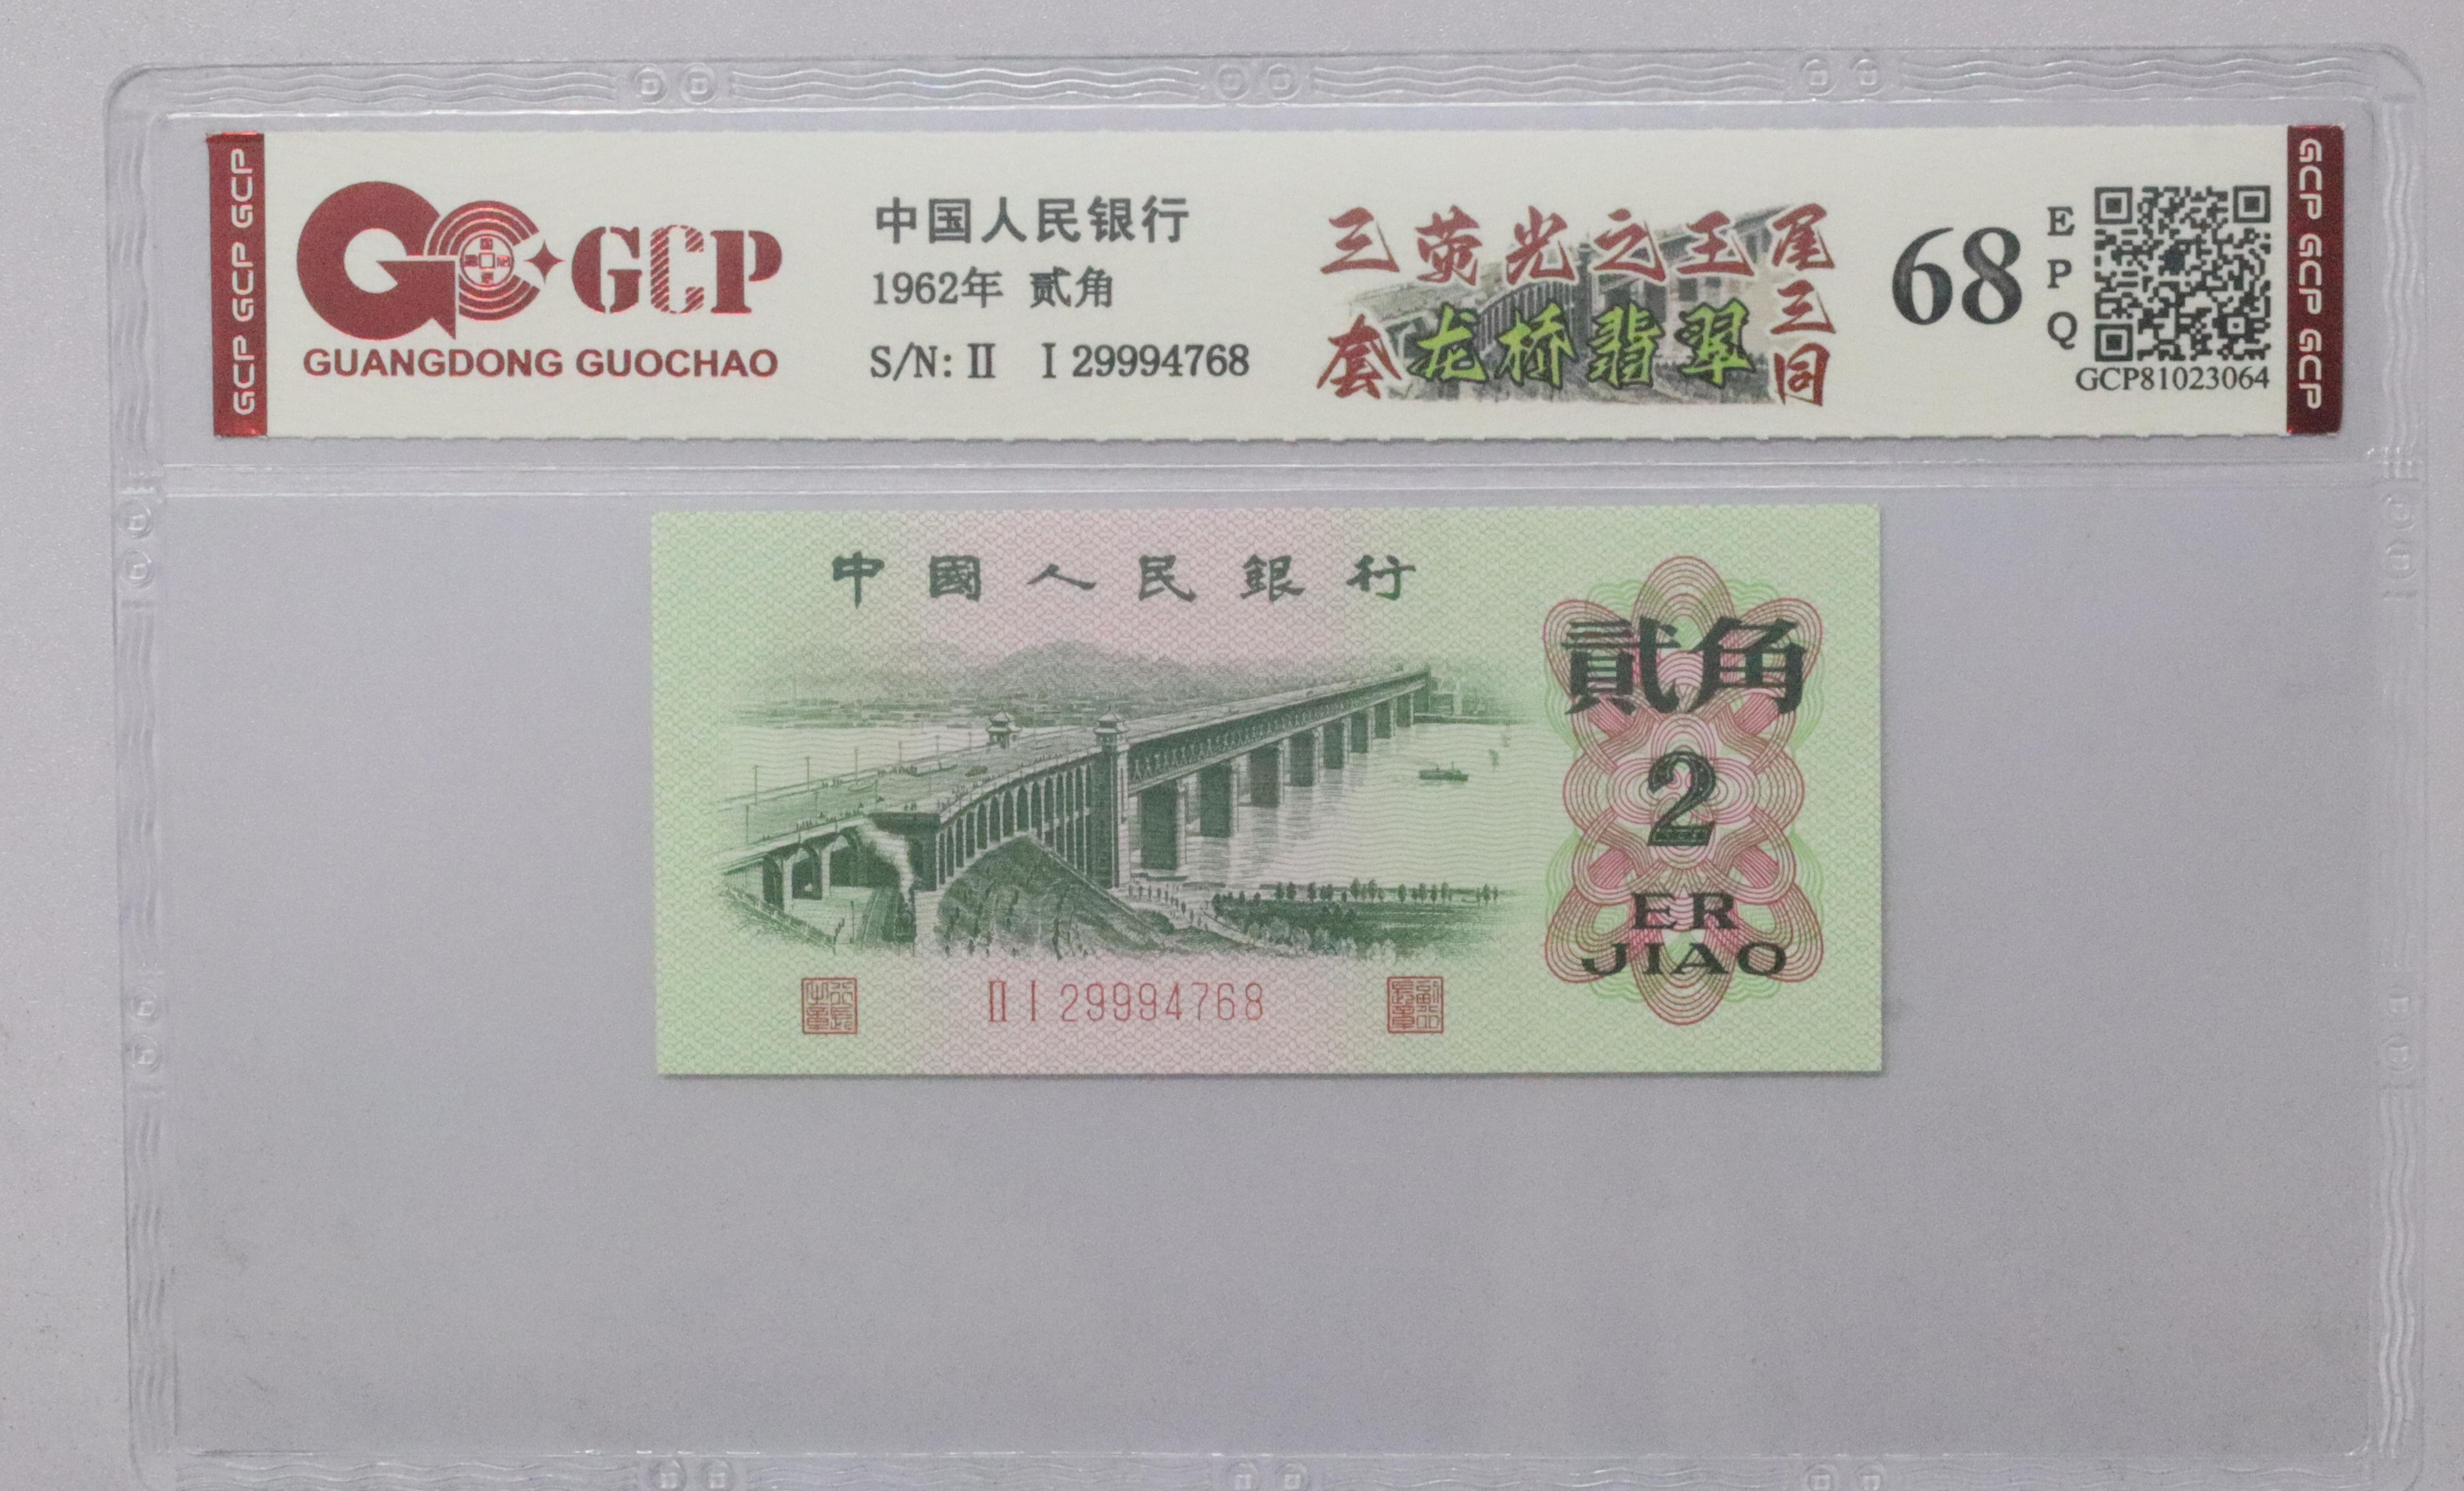 GCP GCP GCP
GCP
GUANGDONG GUOCHAO
中国人民银行
1962年 贰角
S/N: II I 29994768
三荧光之王尾
套龙桥翡翠三同
68
EPQ
GCP81023064
GCP GCP GCP
中國人民銀行
貳角
2
ER
JIAO
II I 29994768